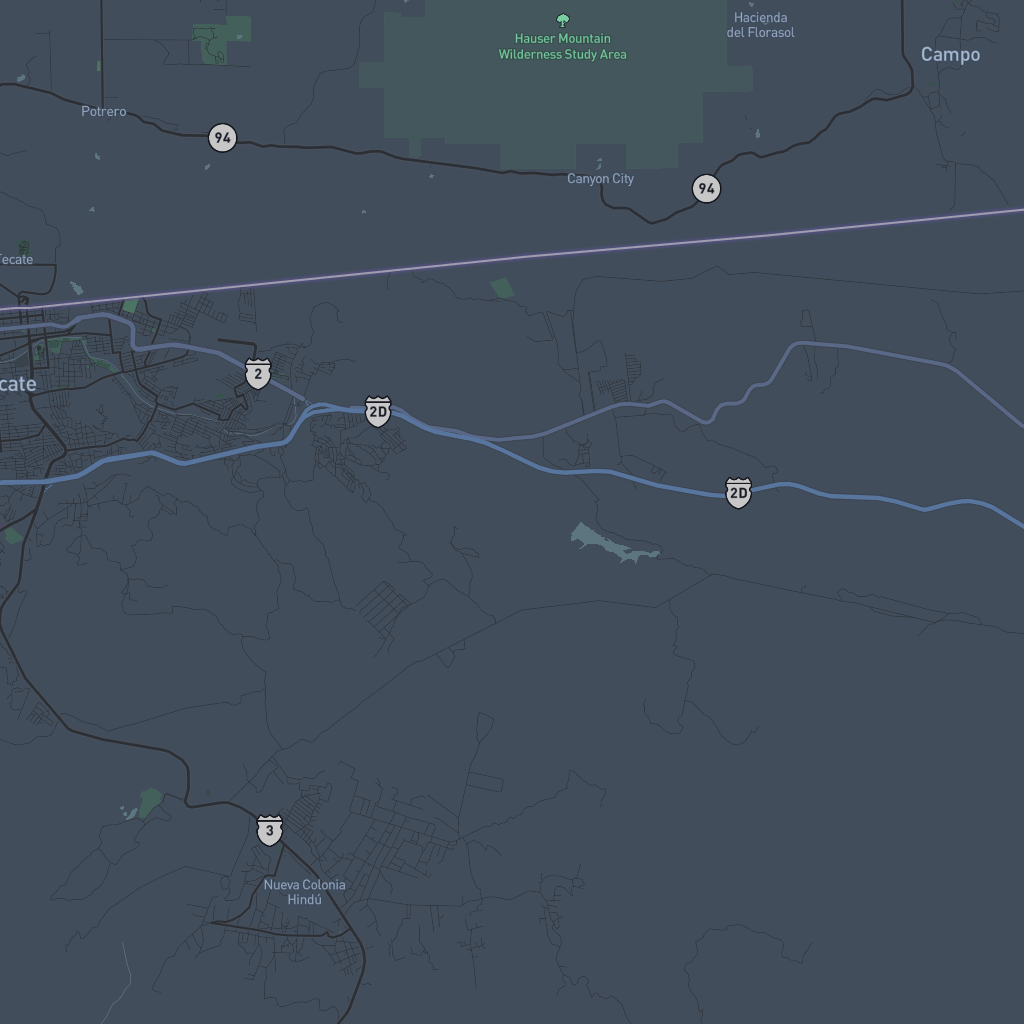 Hacienda
del Florasol
Hauser Mountain
Wilderness Study Area
Campo
Potrero
94
Canyon City
94
Tecate
cate
2
2D
2D
3
Nueva Colonia
Hindú